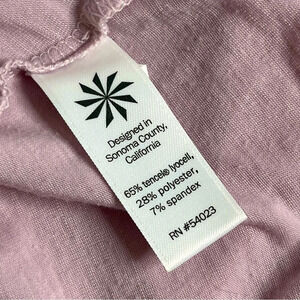 Designed in
Sonoma County,
California
65% tencel® lyocell,
28% polyester,
7% spandex
RN #54023